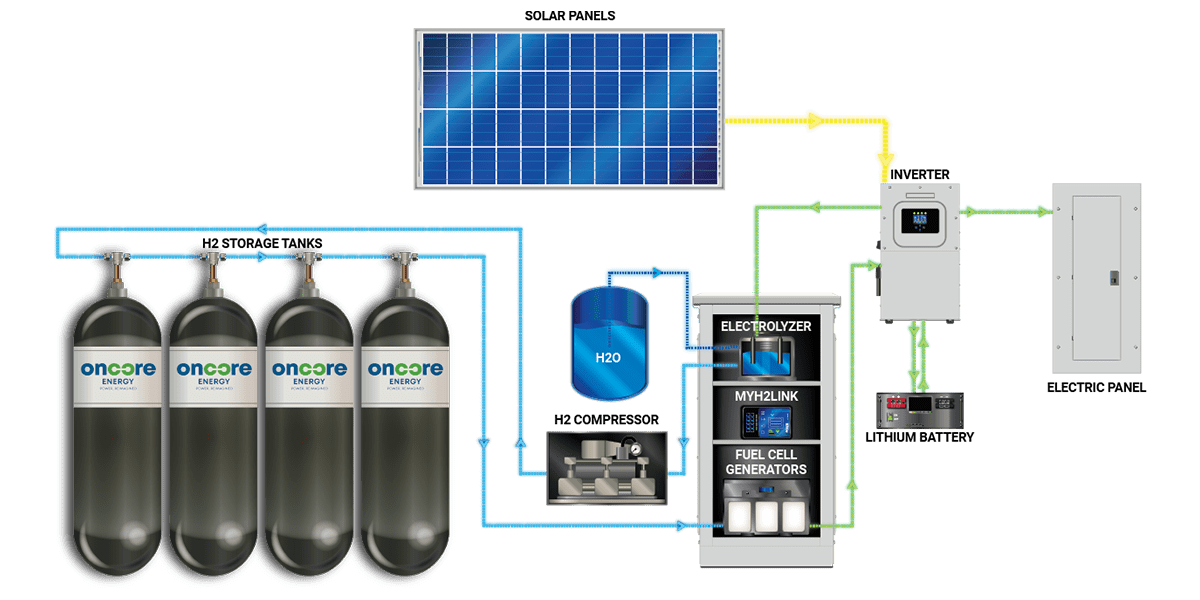 SOLAR PANELS
INVERTER
H2 STORAGE TANKS
ELECTROLYZER
H2O
oncore
ENERGY
oncore
ENERGY
oncore
ENERGY
oncore
ENERGY
ELECTRIC PANEL
MYH2LINK
H2 COMPRESSOR
LITHIUM BATTERY
FUEL CELL
GENERATORS